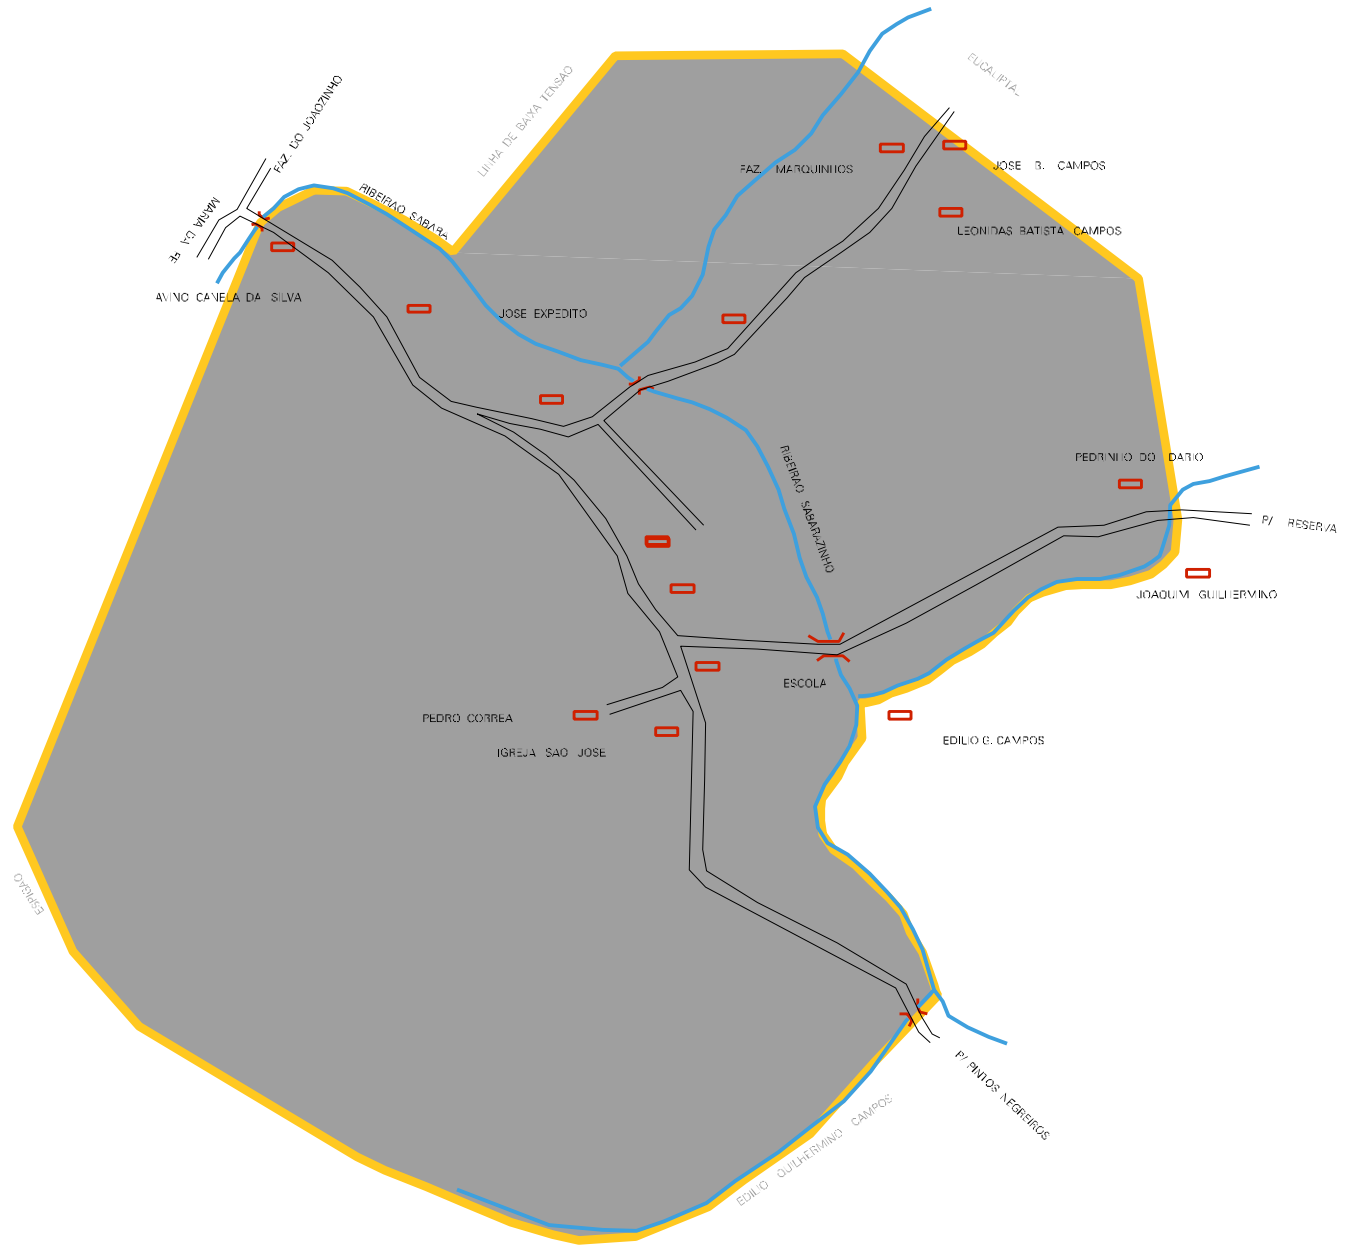 EUCALIPTA_
LINHA DE BAIXA TENSAO
FAZ. DO JOAOZINHO
FAZ. MARQUINHOS
JOSE B. CAMPOS
RIBEIRAO SABARA
MARIA DA FE
LEONIDAS BATISTA CAMPOS
AVINO CANELA DA SILVA
JOSE EXPEDITO
PEDRINHO DO DARIO
RIBEIRAO SABARAZINHO
P/ RESERVA
JOAQUIM GUILHERMINO
ESCOLA
PEDRO CORREA
EDILIO G. CAMPOS
IGREJA SAO JOSE
ESPIGAO
P/ PINTOS NEGREIROS
EDILIO GUILHERMINO CAMPOS